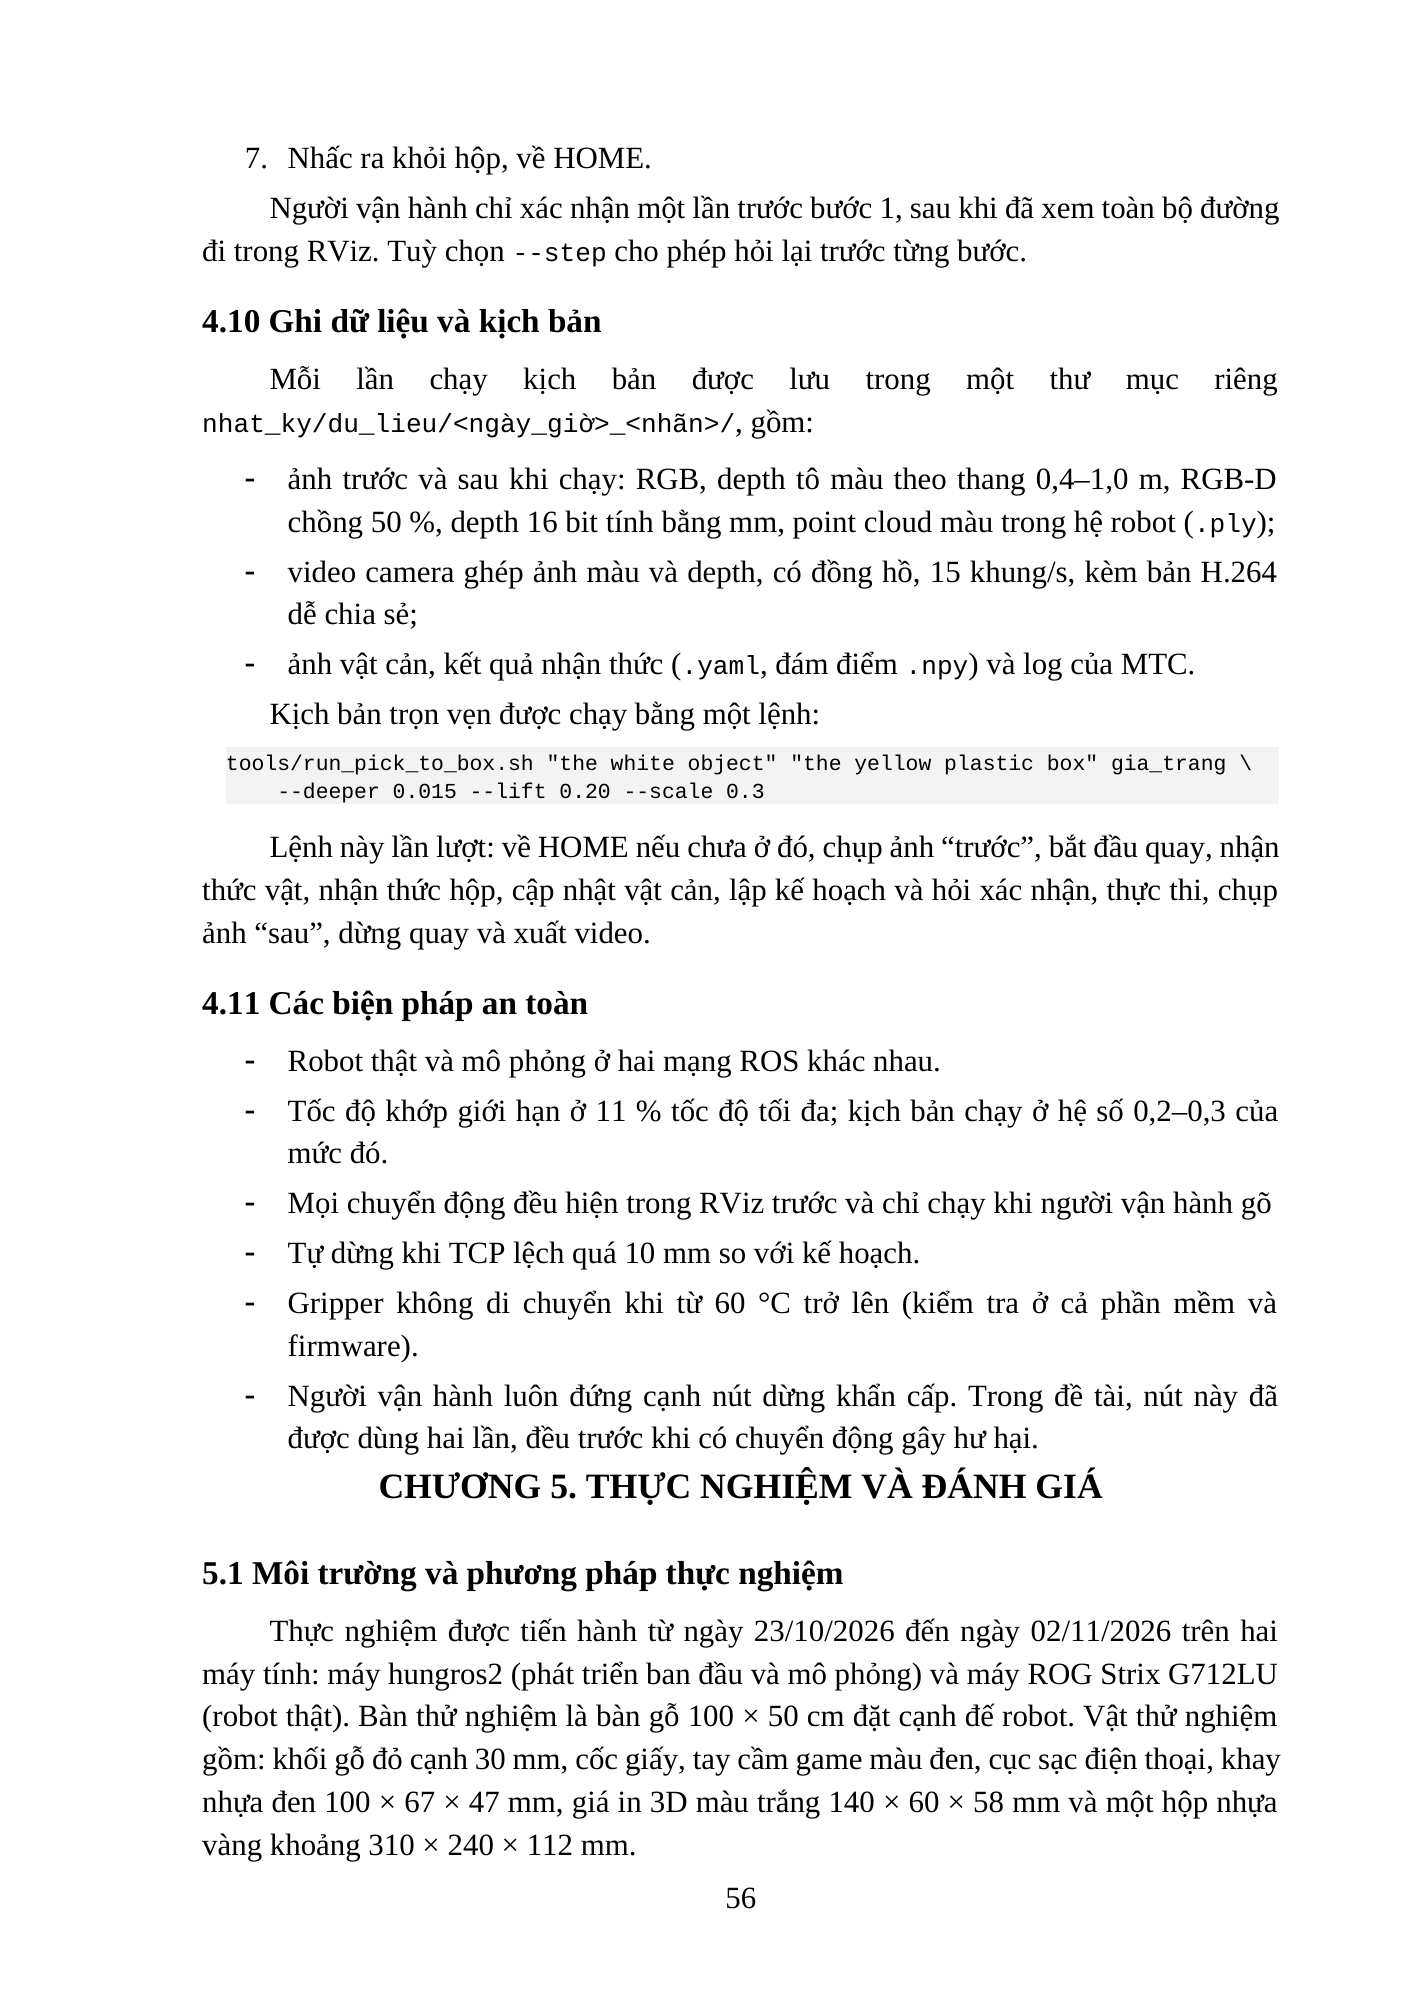 7. Nhấc ra khỏi hộp, về HOME.
Người vận hành chỉ xác nhận một lần trước bước 1, sau khi đã xem toàn bộ đường
đi trong RViz. Tuỳ chọn --step cho phép hỏi lại trước từng bước.
4.10 Ghi dữ liệu và kịch bản
Mỗi lần chạy kịch bản được lưu trong một thư mục riêng
nhat_ky/du_lieu/<ngày_giờ>_<nhãn>/, gồm:
- ảnh trước và sau khi chạy: RGB, depth tô màu theo thang 0,4–1,0 m, RGB-D
chồng 50 %, depth 16 bit tính bằng mm, point cloud màu trong hệ robot (.ply);
- video camera ghép ảnh màu và depth, có đồng hồ, 15 khung/s, kèm bản H.264
dễ chia sẻ;
- ảnh vật cản, kết quả nhận thức (.yaml, đám điểm .npy) và log của MTC.
Kịch bản trọn vẹn được chạy bằng một lệnh:
tools/run_pick_to_box.sh "the white object" "the yellow plastic box" gia_trang \
--deeper 0.015 --lift 0.20 --scale 0.3
Lệnh này lần lượt: về HOME nếu chưa ở đó, chụp ảnh “trước”, bắt đầu quay, nhận
thức vật, nhận thức hộp, cập nhật vật cản, lập kế hoạch và hỏi xác nhận, thực thi, chụp
ảnh “sau”, dừng quay và xuất video.
4.11 Các biện pháp an toàn
- Robot thật và mô phỏng ở hai mạng ROS khác nhau.
- Tốc độ khớp giới hạn ở 11 % tốc độ tối đa; kịch bản chạy ở hệ số 0,2–0,3 của
mức đó.
- Mọi chuyển động đều hiện trong RViz trước và chỉ chạy khi người vận hành gõ
- Tự dừng khi TCP lệch quá 10 mm so với kế hoạch.
- Gripper không di chuyển khi từ 60 °C trở lên (kiểm tra ở cả phần mềm và
firmware).
- Người vận hành luôn đứng cạnh nút dừng khẩn cấp. Trong đề tài, nút này đã
được dùng hai lần, đều trước khi có chuyển động gây hư hại.
CHƯƠNG 5. THỰC NGHIỆM VÀ ĐÁNH GIÁ
5.1 Môi trường và phương pháp thực nghiệm
Thực nghiệm được tiến hành từ ngày 23/10/2026 đến ngày 02/11/2026 trên hai
máy tính: máy hungros2 (phát triển ban đầu và mô phỏng) và máy ROG Strix G712LU
(robot thật). Bàn thử nghiệm là bàn gỗ 100 × 50 cm đặt cạnh đế robot. Vật thử nghiệm
gồm: khối gỗ đỏ cạnh 30 mm, cốc giấy, tay cầm game màu đen, cục sạc điện thoại, khay
nhựa đen 100 × 67 × 47 mm, giá in 3D màu trắng 140 × 60 × 58 mm và một hộp nhựa
vàng khoảng 310 × 240 × 112 mm.
56